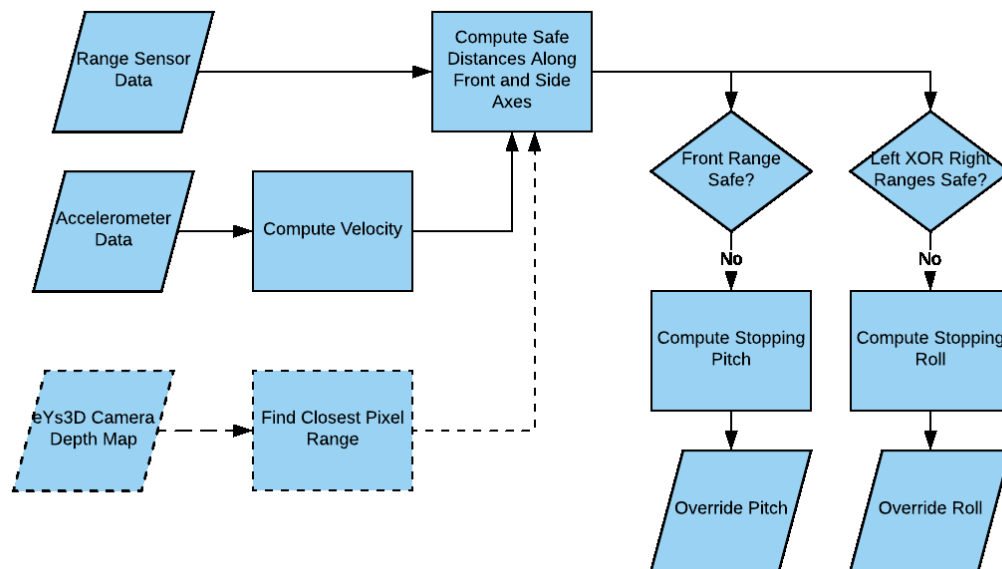 Range Sensor
Data
Compute Safe
Distances Along
Front and Side
Axes
Front Range
Safe?
Left XOR Right
Ranges Safe?
Accelerometer
Data
Compute Velocity
No
No
Compute Stopping
Pitch
Compute Stopping
Roll
eYs3D Camera
Depth Map
Find Closest Pixel
Range
Override Pitch
Override Roll